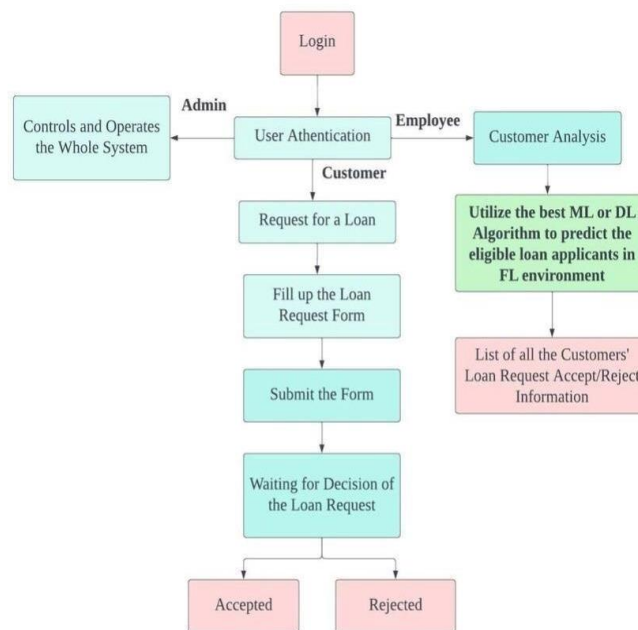 Login
Admin
Employee
Controls and Operates
the Whole System
User Athentication
Customer Analysis
Customer
Request for a Loan
Utilize the best ML or DL
Algorithm to predict the
eligible loan applicants in
FL environment
Fill up the Loan
Request Form
List of all the Customers'
Loan Request Accept/Reject
Information
Submit the Form
Waiting for Decision of
the Loan Request
Accepted
Rejected